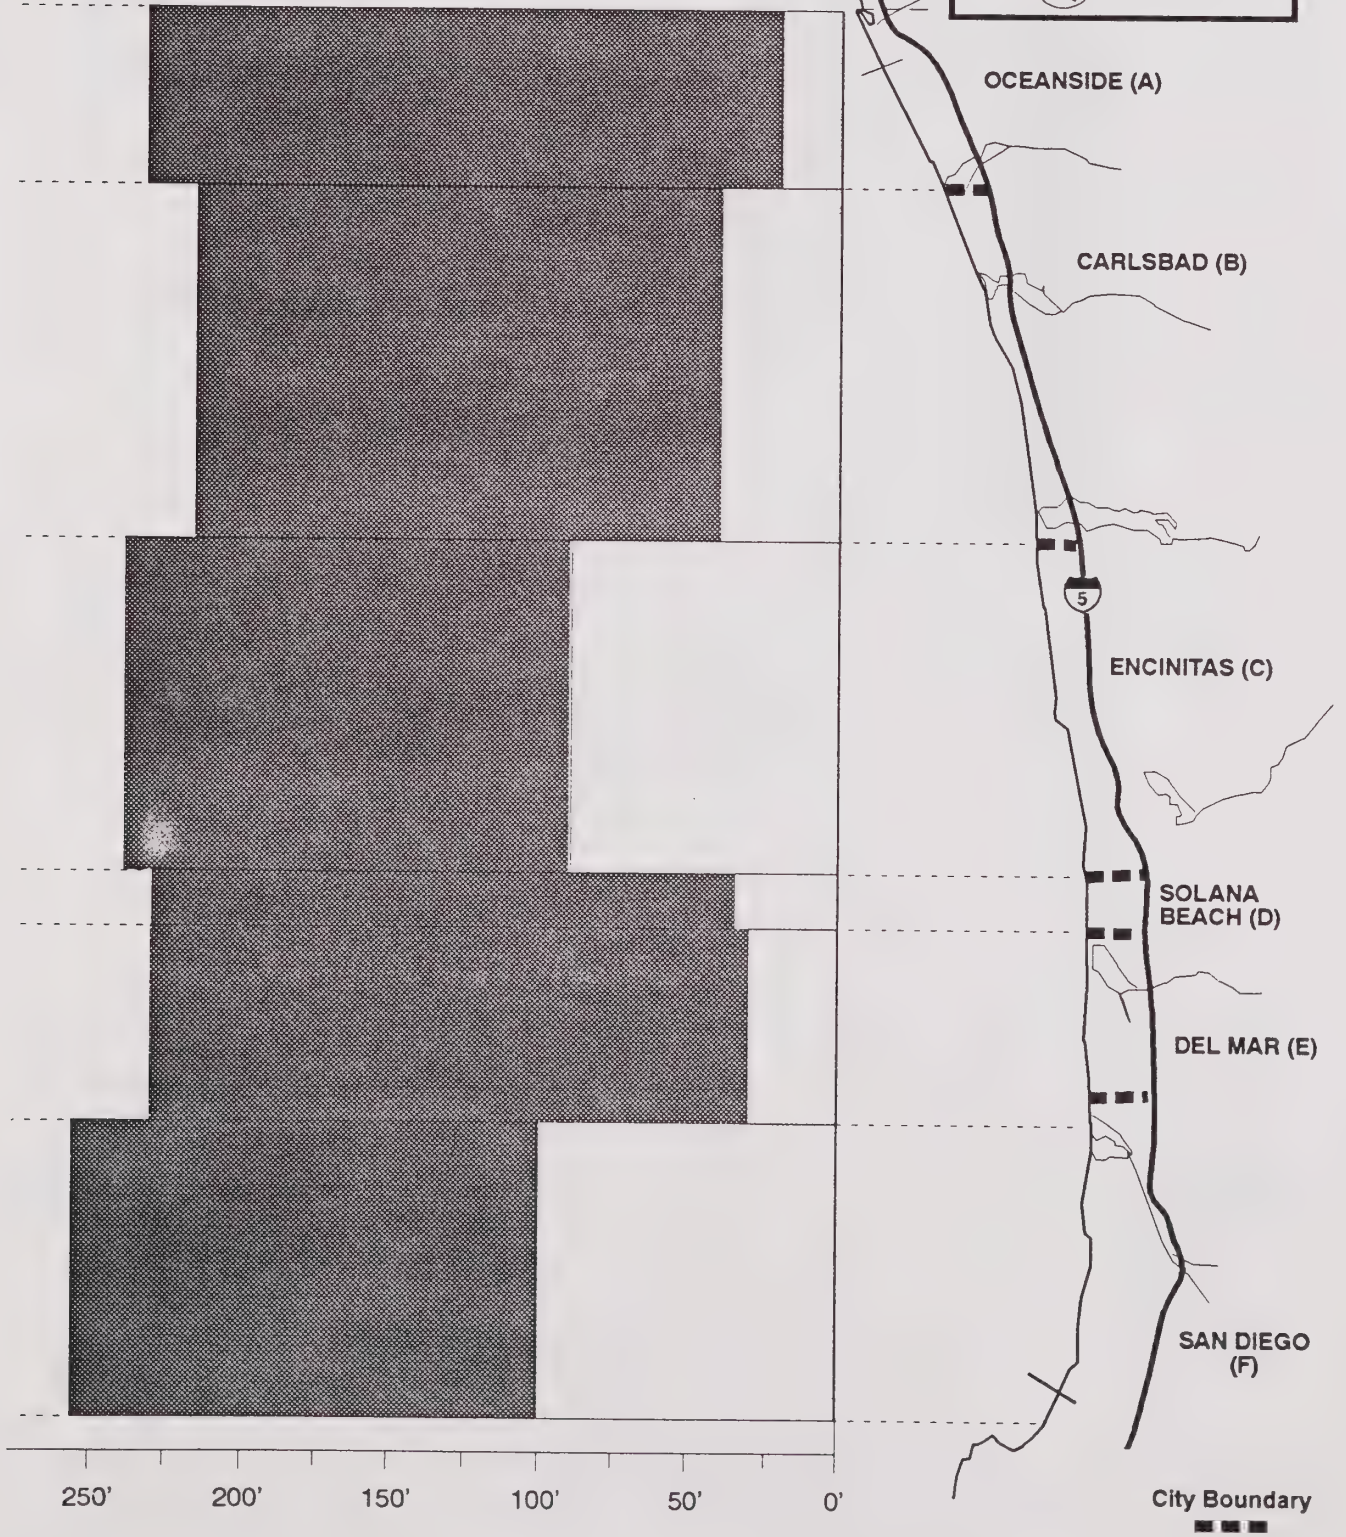 OCEANSIDE (A)
CARLSBAD (B)
5
ENCINITAS (C)
SOLANA
BEACH (D)
DEL MAR (E)
SAN DIEGO
(F)
250' 200' 150' 100' 50' 0'
City Boundary